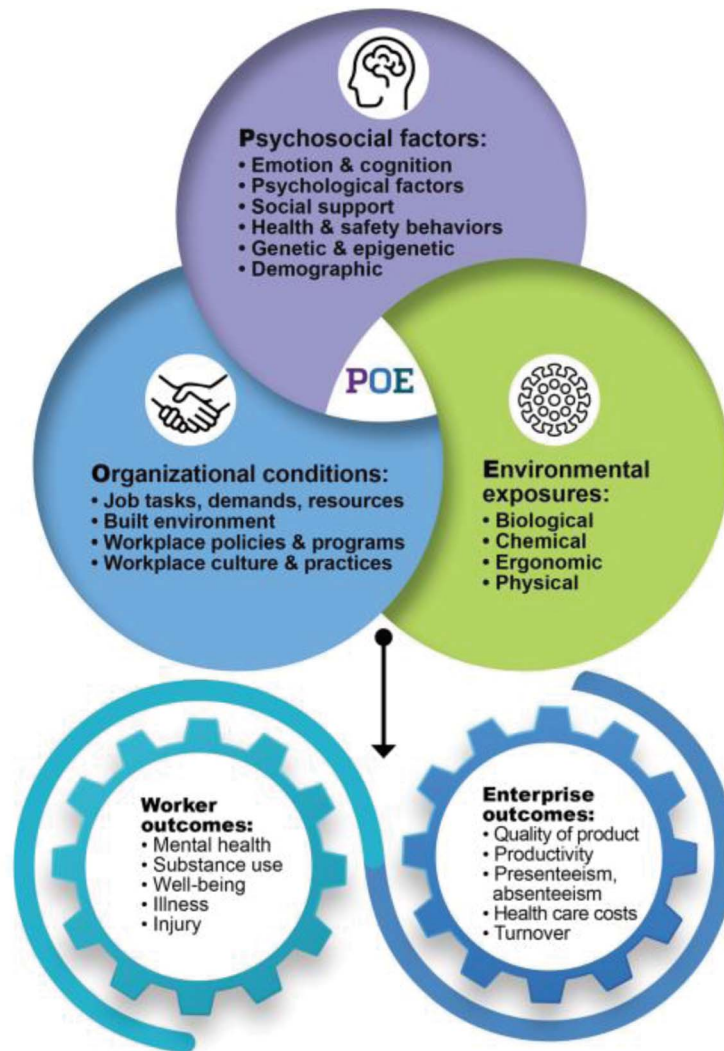 Psychosocial factors:
• Emotion & cognition
• Psychological factors
• Social support
• Health & safety behaviors
• Genetic & epigenetic
• Demographic
POE
Organizational conditions:
• Job tasks, demands, resources
• Built environment
• Workplace policies & programs
• Workplace culture & practices
Environmental
exposures:
• Biological
• Chemical
• Ergonomic
• Physical
Worker
outcomes:
• Mental health
• Substance use
• Well-being
• Illness
• Injury
Enterprise
outcomes:
• Quality of product
• Productivity
• Presenteeism,
absenteeism
• Health care costs
• Turnover